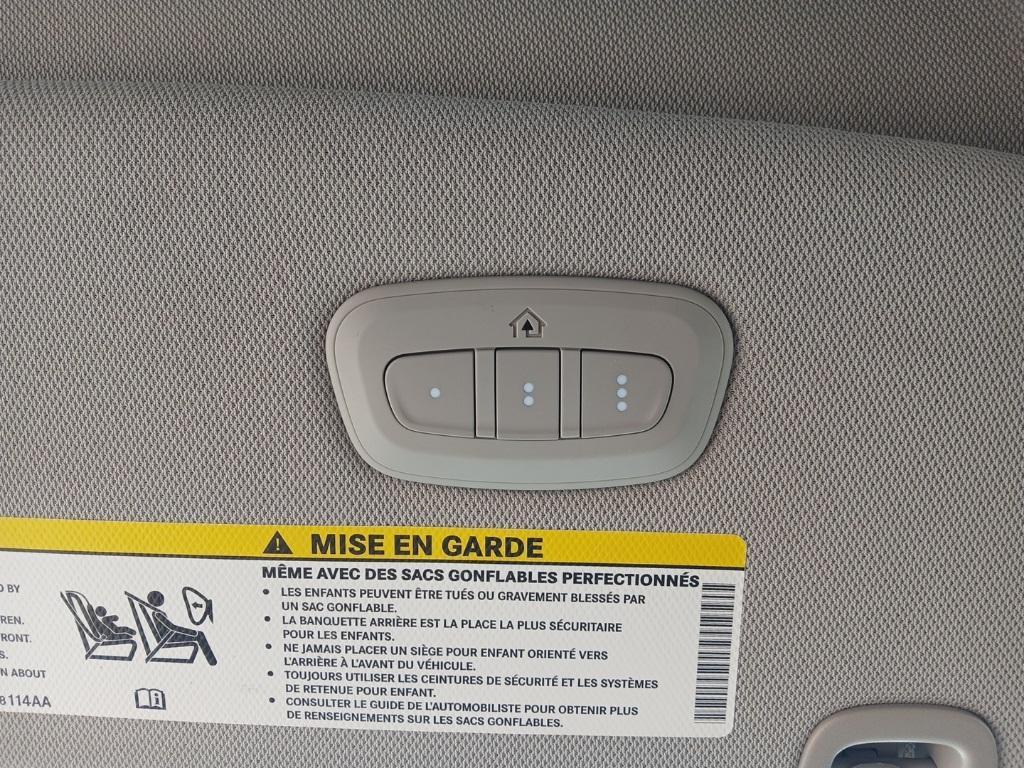 MISE EN GARDE
MÊME AVEC DES SACS GONFLABLES PERFECTIONNÉS
• LES ENFANTS PEUVENT ÊTRE TUÉS OU GRAVEMENT BLESSÉS PAR
UN SAC GONFLABLE.
• LA BANQUETTE ARRIÈRE EST LA PLACE LA PLUS SÉCURITAIRE
POUR LES ENFANTS.
• NE JAMAIS PLACER UN SIÈGE POUR ENFANT ORIENTÉ VERS
L'ARRIÈRE À L'AVANT DU VÉHICULE.
• TOUJOURS UTILISER LES CEINTURES DE SÉCURITÉ ET LES SYSTÈMES
DE RETENUE POUR ENFANT.
• CONSULTER LE GUIDE DE L'AUTOMOBILISTE POUR OBTENIR PLUS
DE RENSEIGNEMENTS SUR LES SACS GONFLABLES.
BY
REN.
RONT.
S.
N ABOUT
8114AA